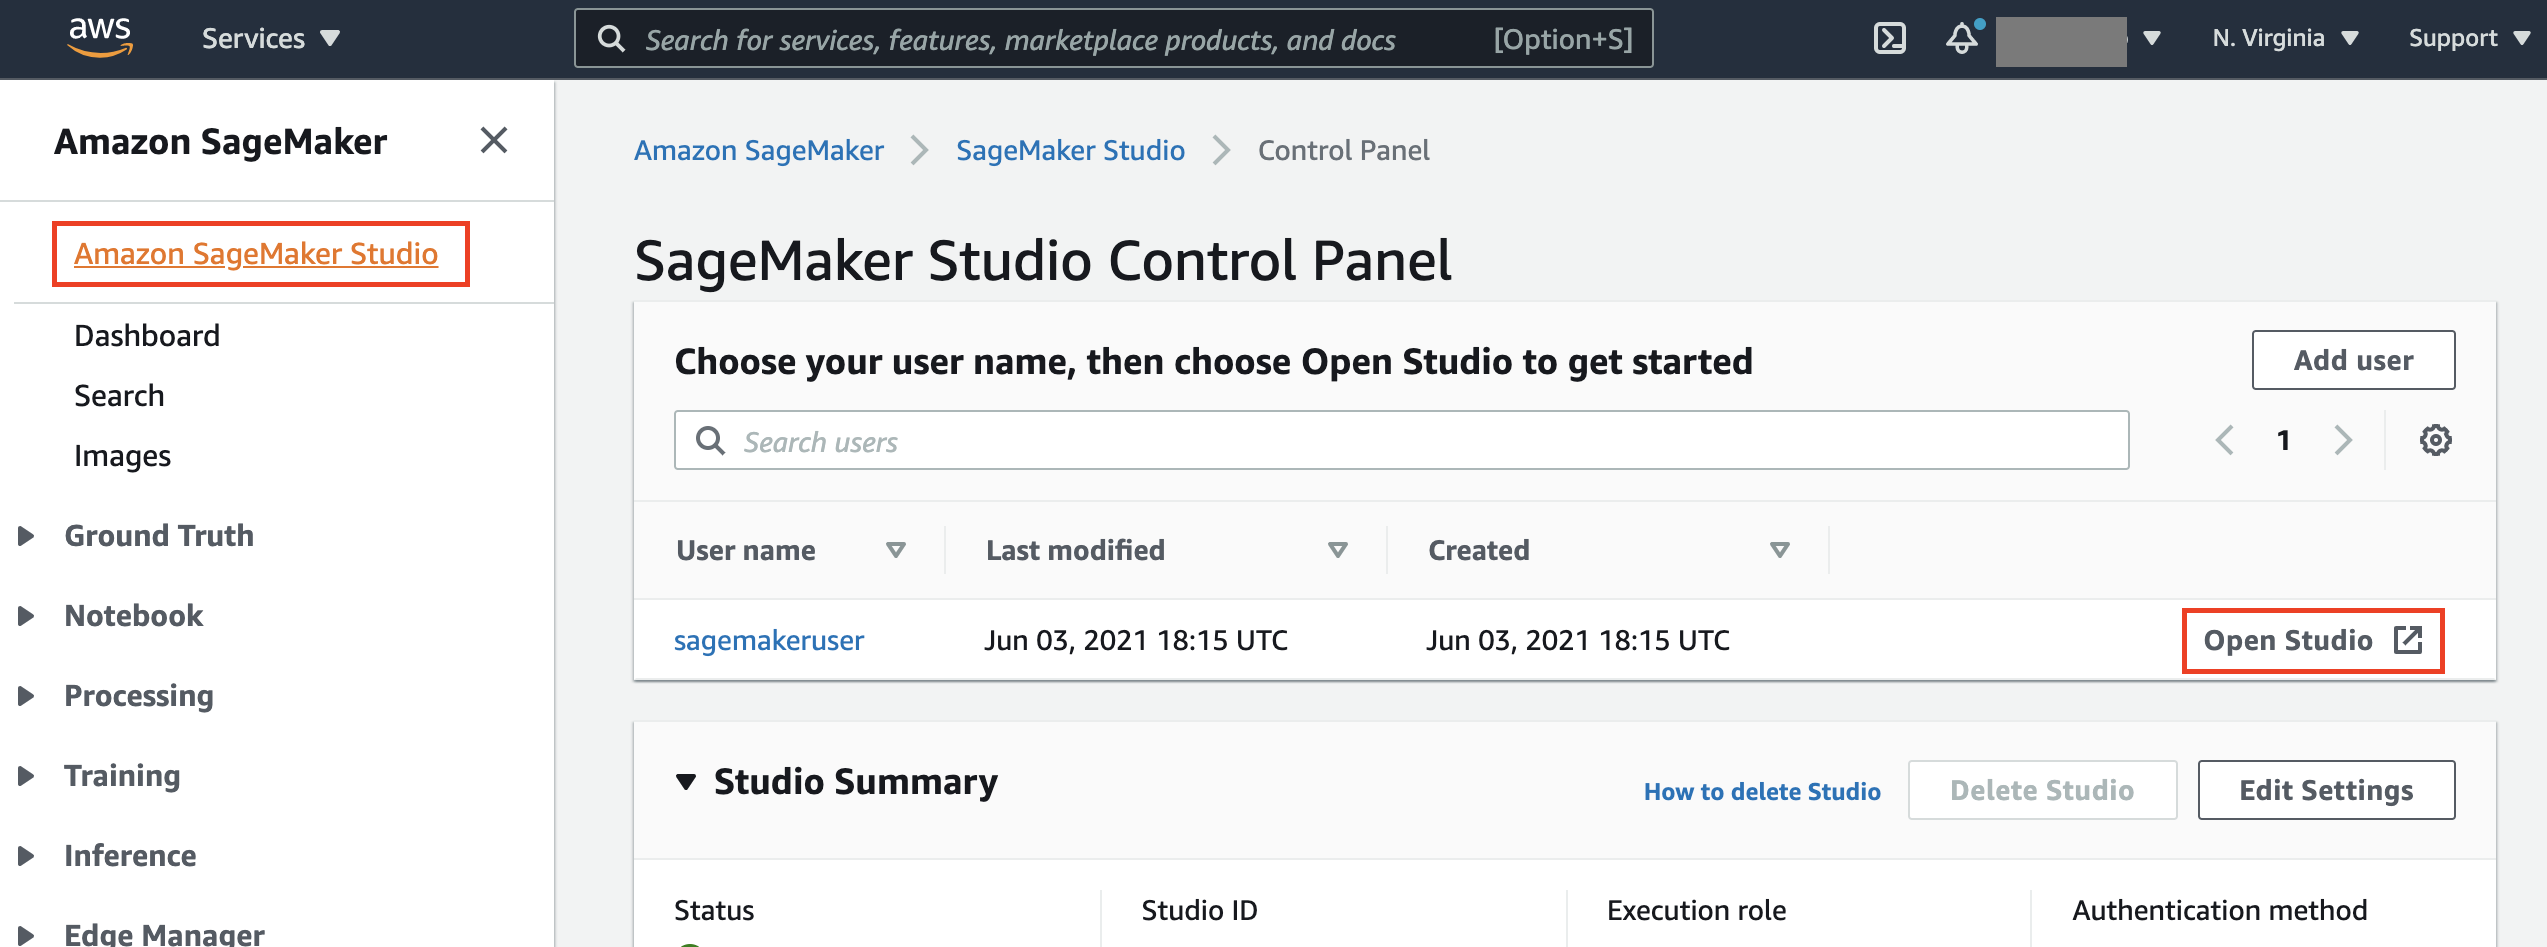 aws
Services
Search for services, features, marketplace products, and docs
[Option+S]
N. Virginia
Support
Amazon SageMaker
Amazon SageMaker Studio
Dashboard
Search
Images
Ground Truth
Notebook
Processing
Training
Inference
Edge Manager
Amazon SageMaker
SageMaker Studio
Control Panel
SageMaker Studio Control Panel
Choose your user name, then choose Open Studio to get started
Add user
Search users
1
User name
Last modified
Created
sagemakeruser
Jun 03, 2021 18:15 UTC
Jun 03, 2021 18:15 UTC
Open Studio
Studio Summary
How to delete Studio
Delete Studio
Edit Settings
Status
Studio ID
Execution role
Authentication method